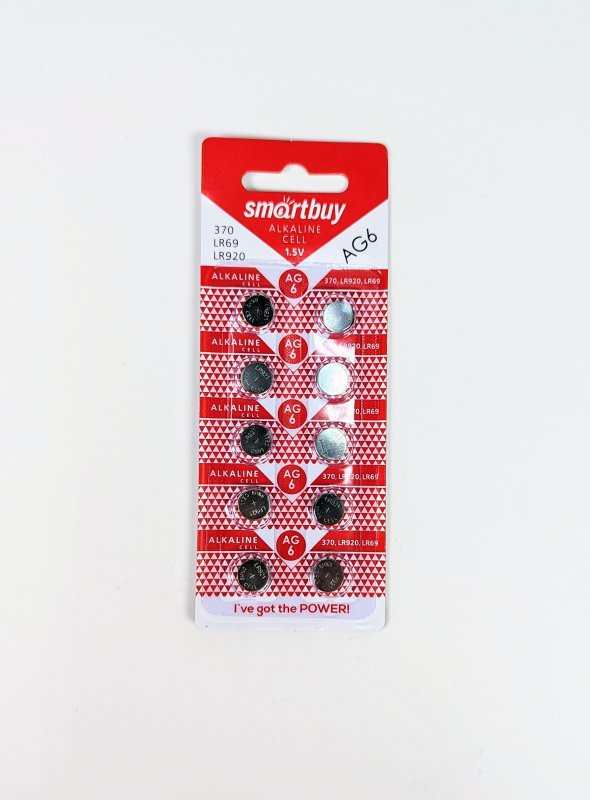 smartbuy
ALKALINE
CELL
1.5V
370
LR69
LR920
AG6
ALKALINE
CELL
AG
6
370, LR920, LR69
ALKALINE
CELL
AG
6
LR920, LR69
ALKALINE
CELL
AG
6
LR920, LR69
ALKALINE
CELL
AG
6
370, LR920, LR69
ALKALINE
CELL
AG
6
370, LR920, LR69
I've got the POWER!